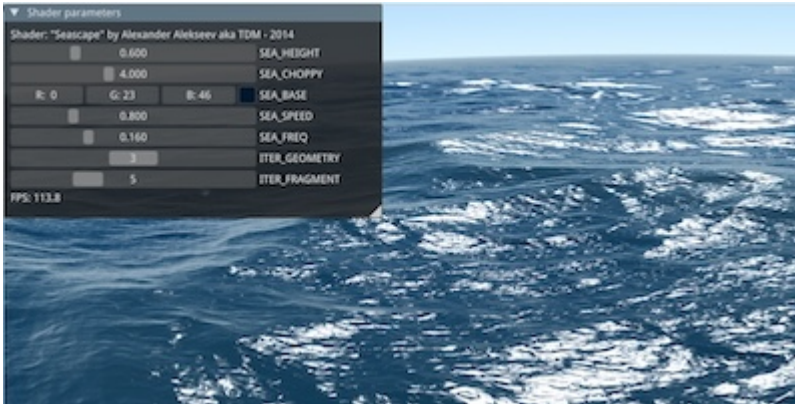 ▼ Shader parameters
Shader: "Seascape" by Alexander Alekseev aka TDM - 2014
0.600 SEA_HEIGHT
4.000 SEA_CHOPPY
R: 0 G: 23 B: 46 SEA_BASE
0.800 SEA_SPEED
0.160 SEA_FREQ
3 ITER_GEOMETRY
5 ITER_FRAGMENT
FPS: 113.8